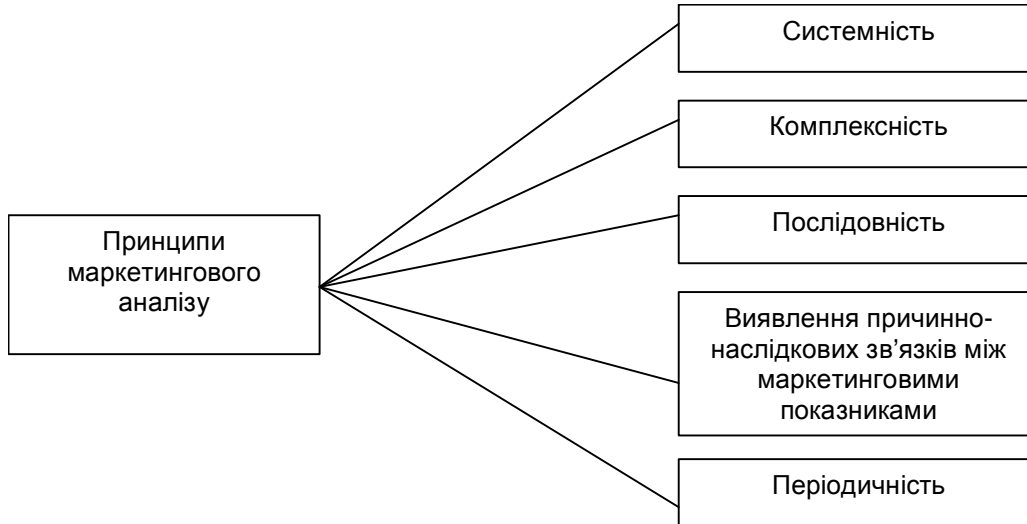 Системність
Комплексність
Послідовність
Принципи
маркетингового
аналізу
Виявлення причинно-
наслідкових зв’язків між
маркетинговими
показниками
Періодичність